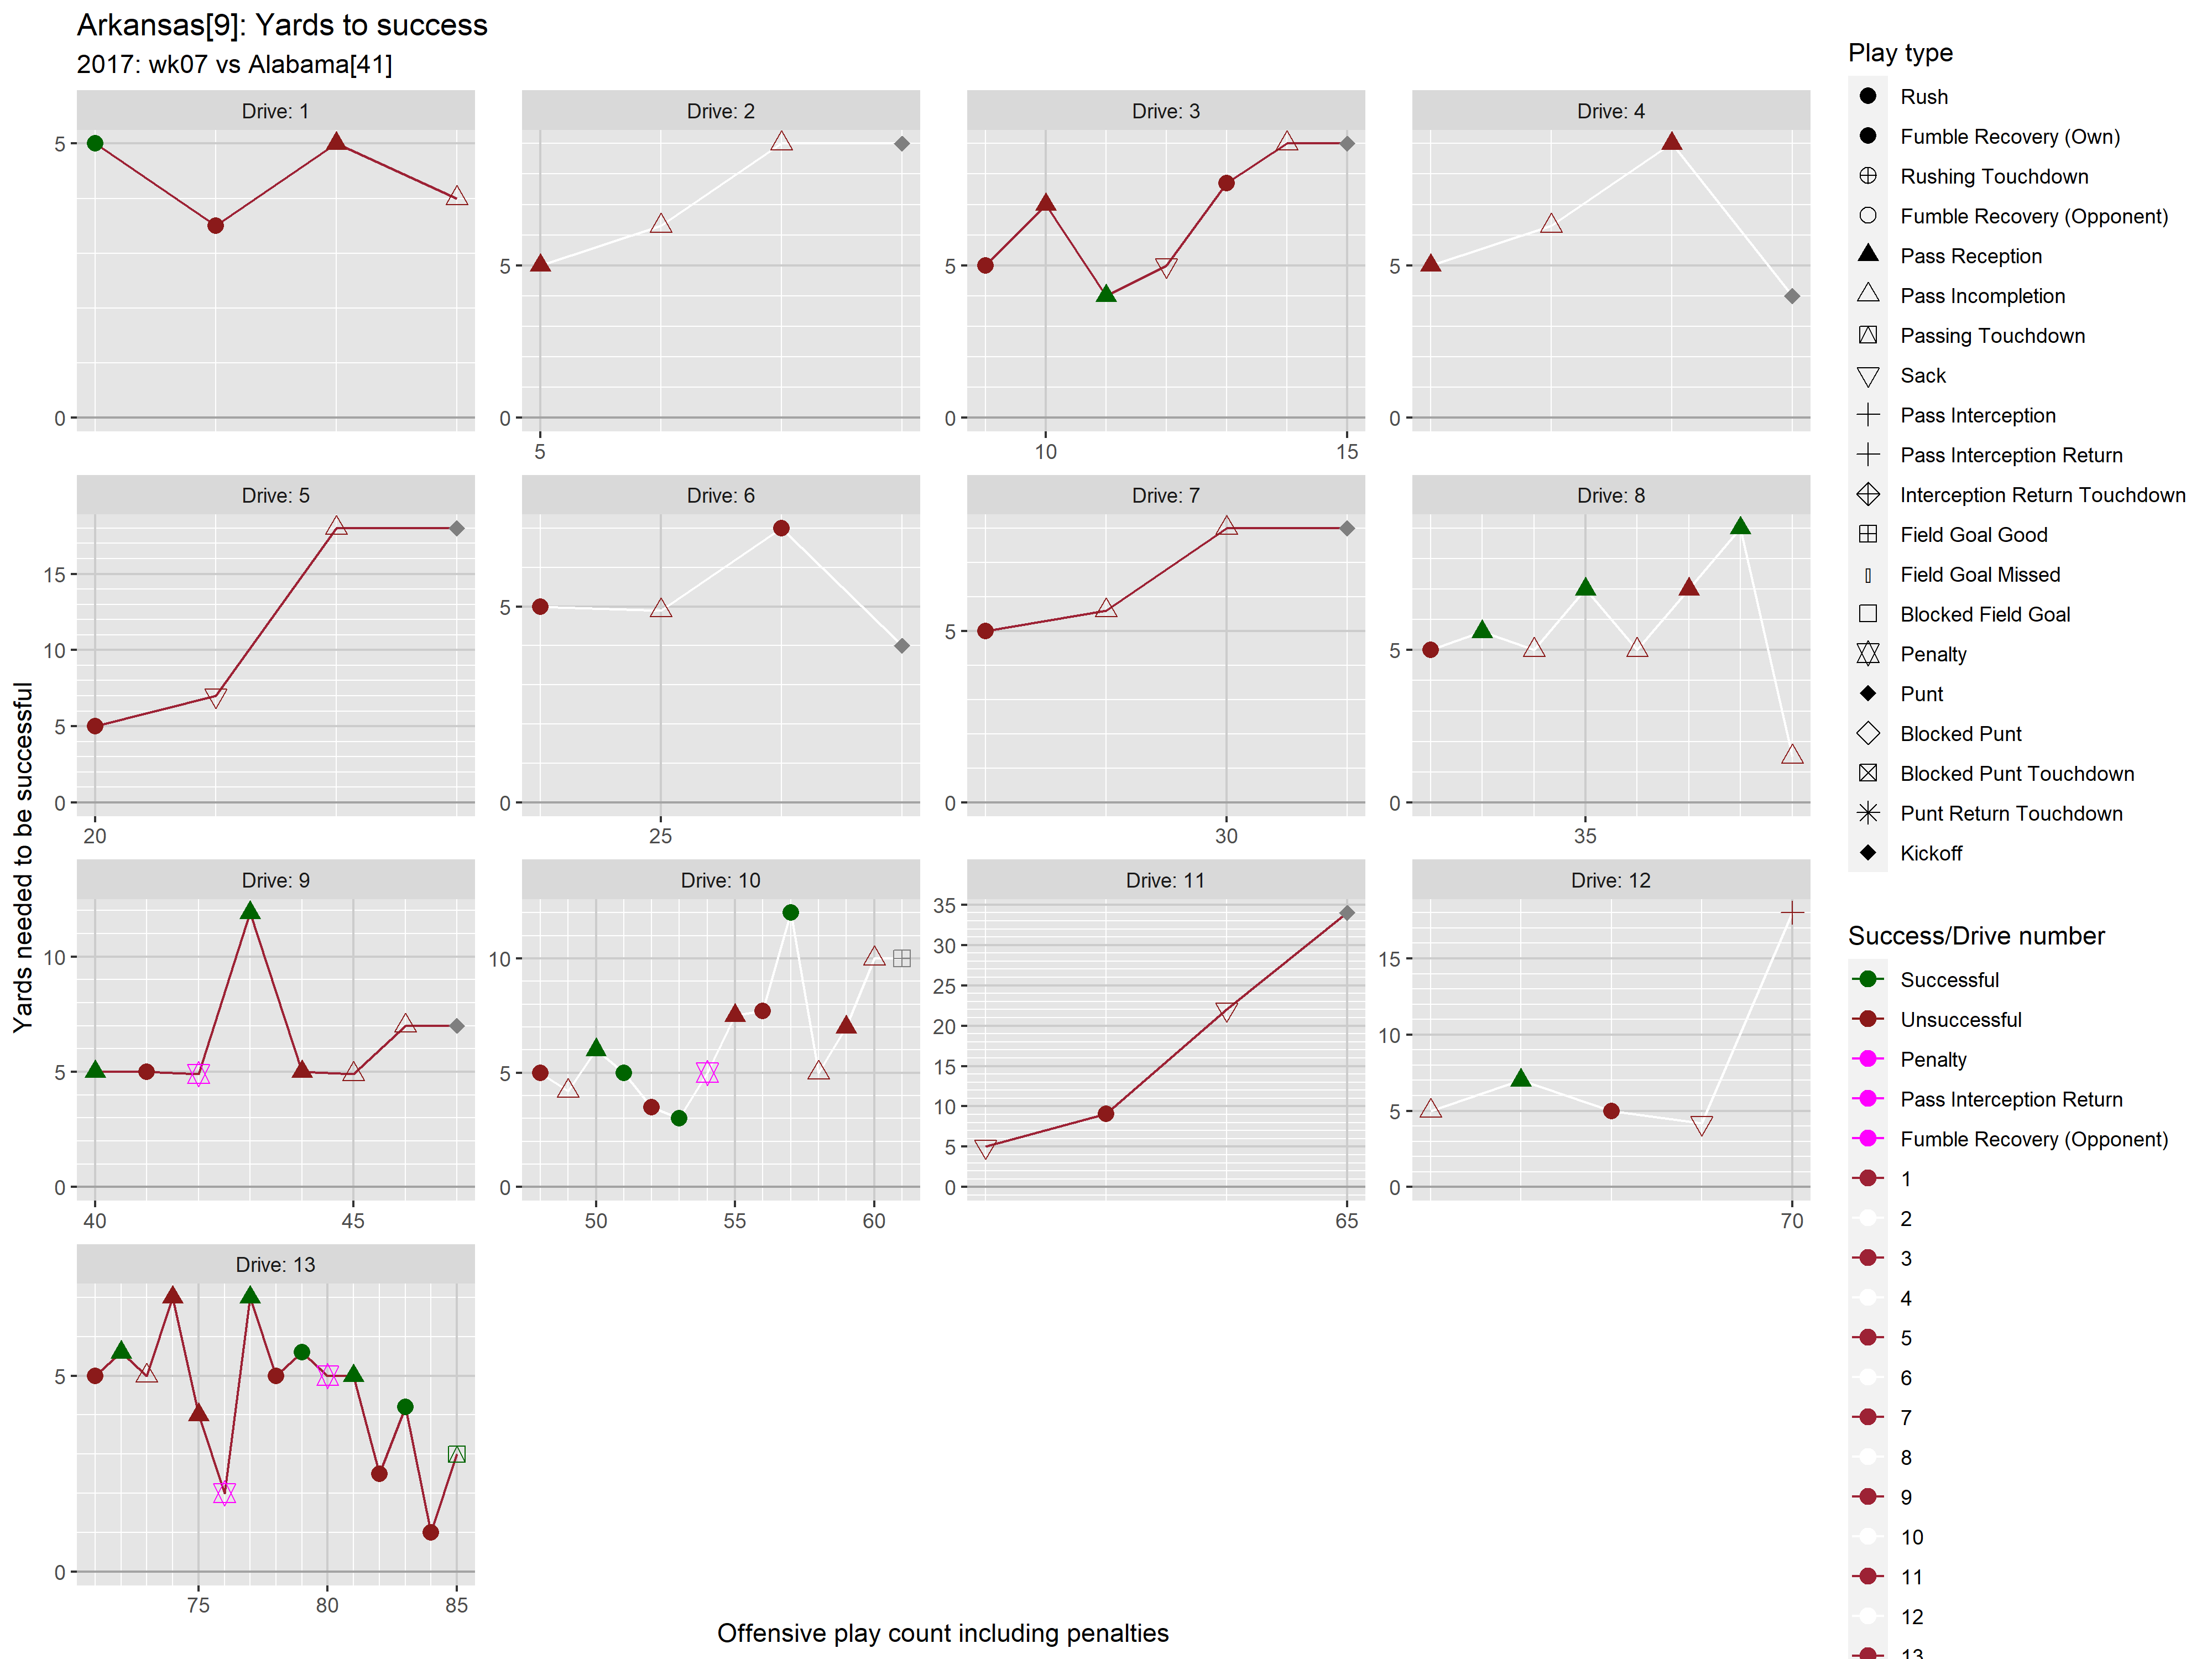 Arkansas[9]: Yards to success
2017: wk07 vs Alabama[41]
Drive: 1
Drive: 2
Drive: 3
Drive: 4
5
0
5
0
5
5
0
10
15
5
0
Drive: 5
Drive: 6
Drive: 7
Drive: 8
15
10
5
0
20
5
0
25
5
0
30
5
0
35
Drive: 9
Drive: 10
Drive: 11
Drive: 12
10
5
0
40
45
10
5
0
50
55
60
35
30
25
20
15
10
5
0
65
15
10
5
0
70
Drive: 13
5
0
75
80
85
Yards needed to be successful
Offensive play count including penalties
Play type
Rush
Fumble Recovery (Own)
Rushing Touchdown
Fumble Recovery (Opponent)
Pass Reception
Pass Incompletion
Passing Touchdown
Sack
Pass Interception
Pass Interception Return
Interception Return Touchdown
Field Goal Good
Field Goal Missed
Blocked Field Goal
Penalty
Punt
Blocked Punt
Blocked Punt Touchdown
Punt Return Touchdown
Kickoff
Success/Drive number
Successful
Unsuccessful
Penalty
Pass Interception Return
Fumble Recovery (Opponent)
1
2
3
4
5
6
7
8
9
10
11
12
13